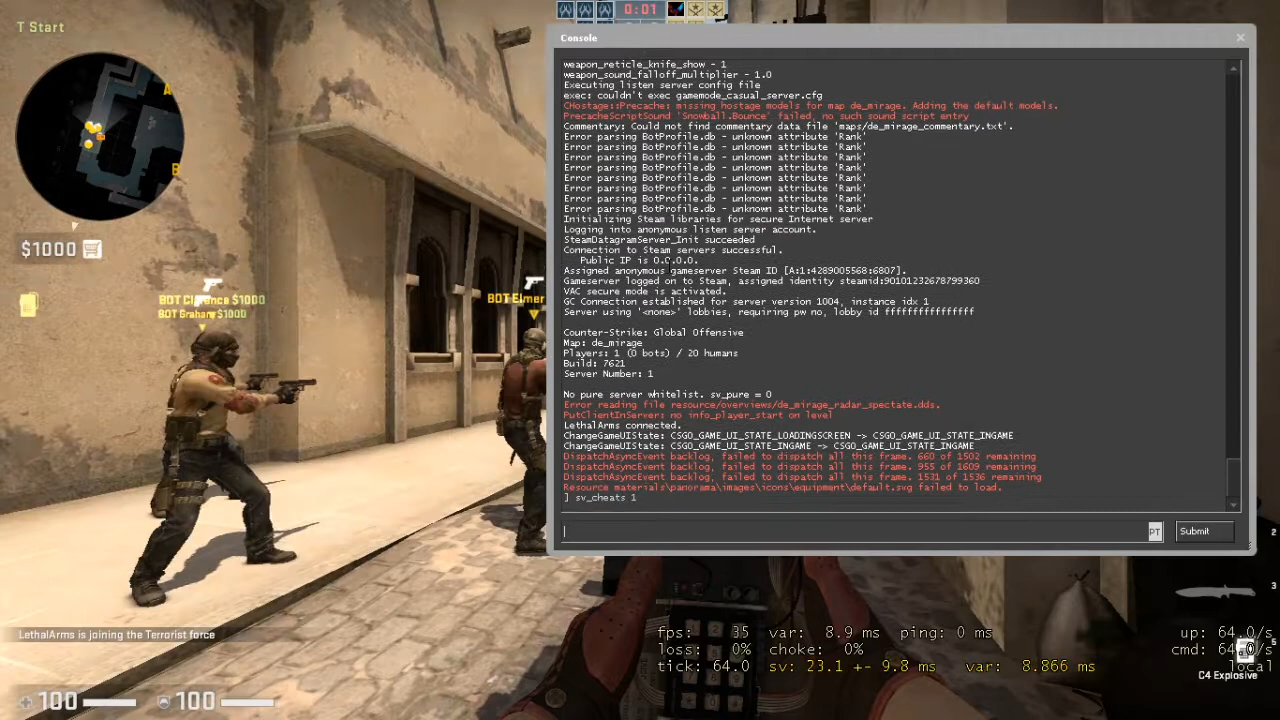 T Start
0:01
A
B
$1000
BOT Clarence $1000
BOT Graham $1000
BOT Elmer
Console
weapon_reticle_knife_show - 1
weapon_sound_falloff_multiplier - 1.0
Executing listen server config file
exec: couldn't exec gamemode_casual_server.cfg
CHostage::Precache: missing hostage models for map de_mirage. Adding the default models.
PrecacheScriptSound 'Snowball.Bounce' failed, no such sound script entry
Commentary: Could not find commentary data file 'maps/de_mirage_commentary.txt'.
Error parsing BotProfile.db - unknown attribute 'Rank'
Error parsing BotProfile.db - unknown attribute 'Rank'
Error parsing BotProfile.db - unknown attribute 'Rank'
Error parsing BotProfile.db - unknown attribute 'Rank'
Error parsing BotProfile.db - unknown attribute 'Rank'
Error parsing BotProfile.db - unknown attribute 'Rank'
Error parsing BotProfile.db - unknown attribute 'Rank'
Error parsing BotProfile.db - unknown attribute 'Rank'
Initializing Steam libraries for secure Internet server
Logging into anonymous listen server account.
SteamDatagramServer_Init succeeded
Connection to Steam servers successful.
Public IP is 0.0.0.0.
Assigned anonymous gameserver Steam ID [A:1:4289005568:6807].
Gameserver logged on to Steam, assigned identity steamid:90101232678799360
VAC secure mode is activated.
GC Connection established for server version 1004, instance idx 1
Server using '<none>' lobbies, requiring pw no, lobby id ffffffffffffffff
Counter-Strike: Global Offensive
Map: de_mirage
Players: 1 (0 bots) / 20 humans
Build: 7621
Server Number: 1
No pure server whitelist. sv_pure = 0
Error reading file resource/overviews/de_mirage_radar_spectate.dds.
PutClientInServer: no info_player_start on level
LethalArms connected.
ChangeGameUIState: CSGO_GAME_UI_STATE_LOADINGSCREEN -> CSGO_GAME_UI_STATE_INGAME
ChangeGameUIState: CSGO_GAME_UI_STATE_INGAME -> CSGO_GAME_UI_STATE_INGAME
DispatchAsyncEvent backlog, failed to dispatch all this frame. 660 of 1502 remaining
DispatchAsyncEvent backlog, failed to dispatch all this frame. 955 of 1609 remaining
DispatchAsyncEvent backlog, failed to dispatch all this frame. 1531 of 1536 remaining
Resource materials\panorama\images\icons\equipment\default.svg failed to load.
] sv_cheats 1
PT
Submit
2
3
LethalArms is joining the Terrorist force
fps: 35 var: 8.9 ms ping: 0 ms
loss: 0% choke: 0%
tick: 64.0 sv: 23.1 +- 9.8 ms var: 8.866 ms
up: 64.0/s
cmd: 64.0/s
local
C4 Explosive
100
100